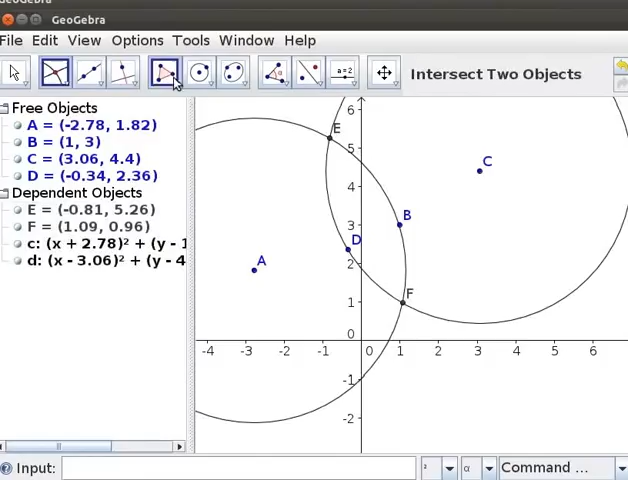 GeoGebra
GeoGebra
File Edit View Options Tools Window Help
a=2
Intersect Two Objects
Free Objects
A = (-2.78, 1.82)
B = (1, 3)
C = (3.06, 4.4)
D = (-0.34, 2.36)
Dependent Objects
E = (-0.81, 5.26)
F = (1.09, 0.96)
c: (x + 2.78)² + (y - 1
d: (x - 3.06)² + (y - 4
6
E
5
C
4
B
3
D
2
A
F
1
0
-4 -3 -2 -1 0 1 2 3 4 5 6
-1
-2
Input:
²
α
Command ...